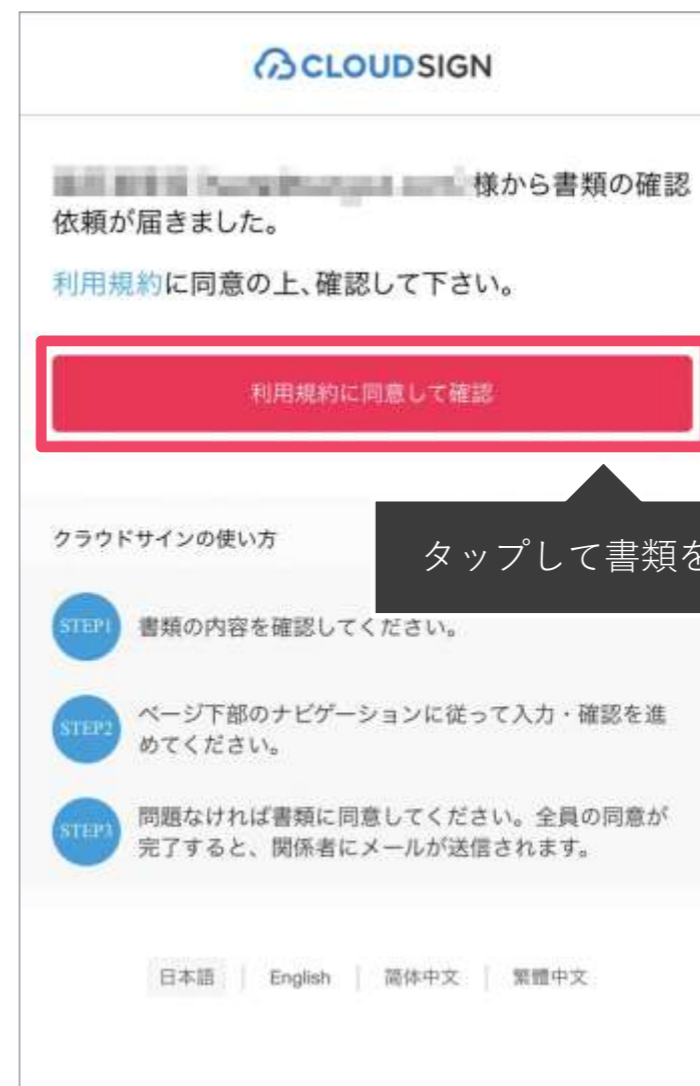 CLOUDSIGN
様から書類の確認
依頼が届きました。
利用規約に同意の上、確認して下さい。
利用規約に同意して確認
タップして書類を
クラウドサインの使い方
STEP1 書類の内容を確認してください。
STEP2 ページ下部のナビゲーションに従って入力・確認を進
めてください。
STEP3 問題なければ書類に同意してください。全員の同意が
完了すると、関係者にメールが送信されます。
日本語 | English | 简体中文 | 繁體中文